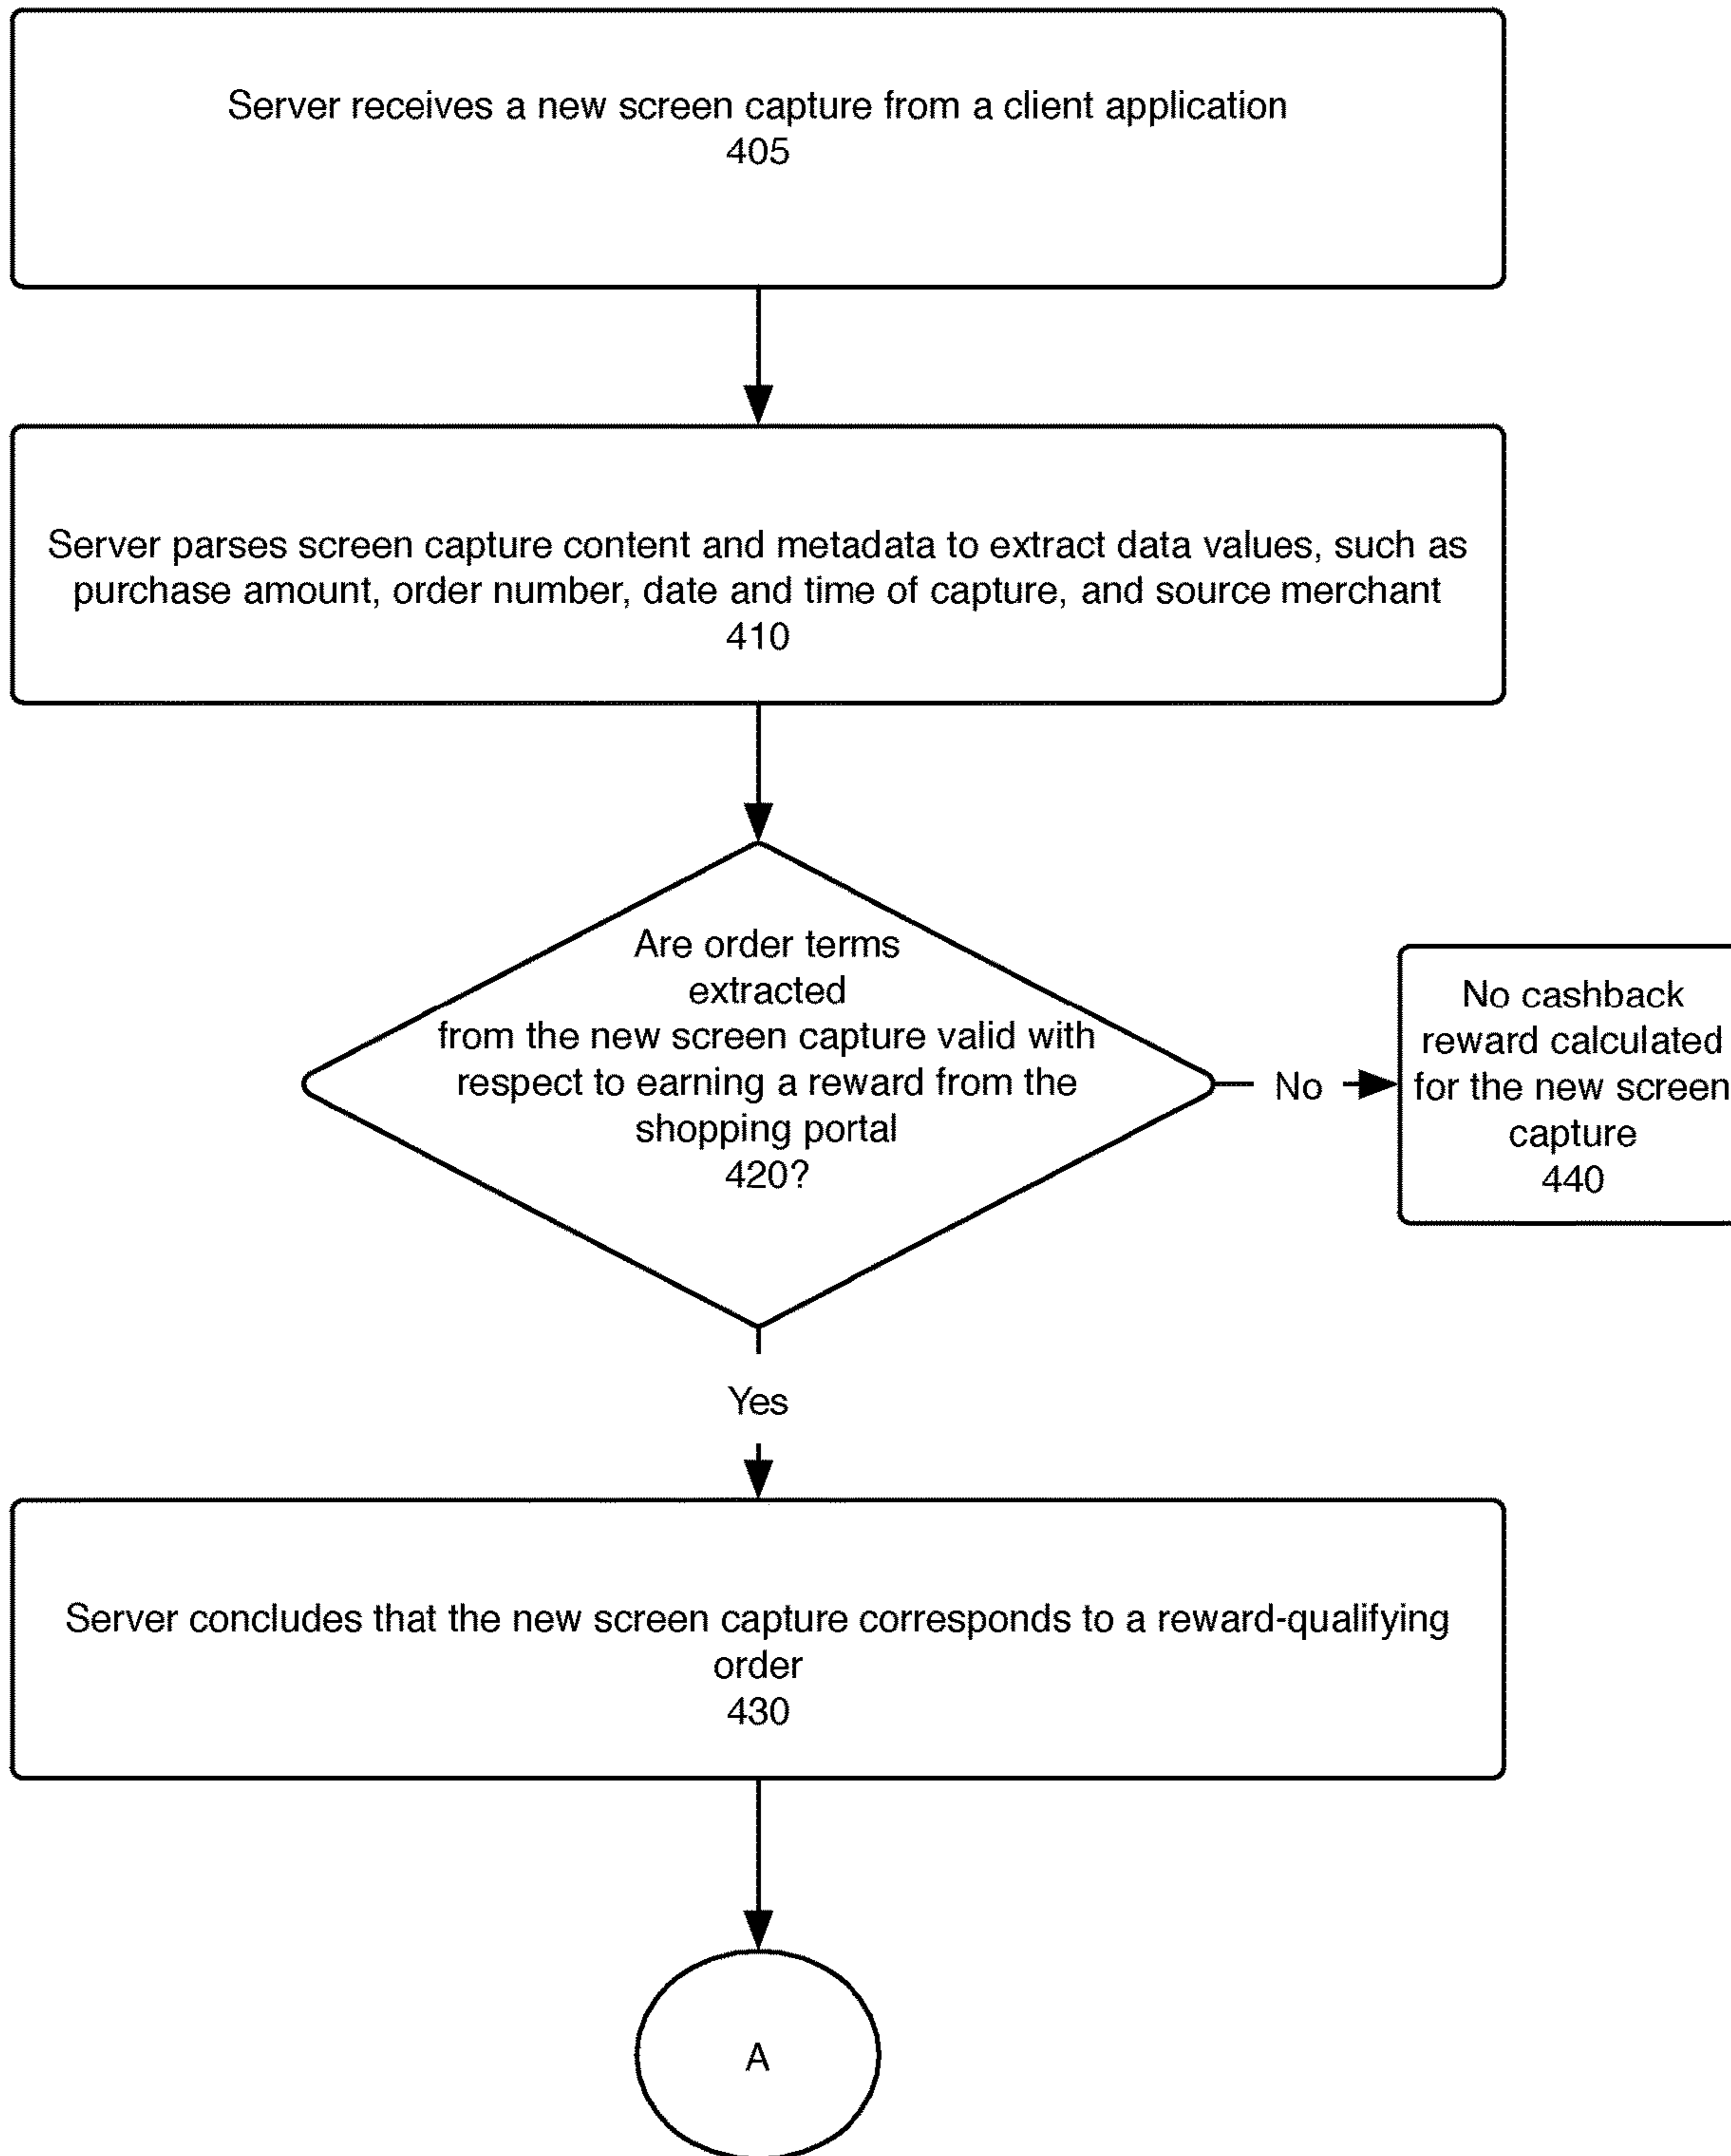 Server receives a new screen capture from a client application
405
Server parses screen capture content and metadata to extract data values, such as
purchase amount, order number, date and time of capture, and source merchant
410
Are order terms
extracted
from the new screen capture valid with
respect to earning a reward from the
shopping portal
420?
No
No cashback
reward calculated
for the new screen
capture
440
Yes
Server concludes that the new screen capture corresponds to a reward-qualifying
order
430
A